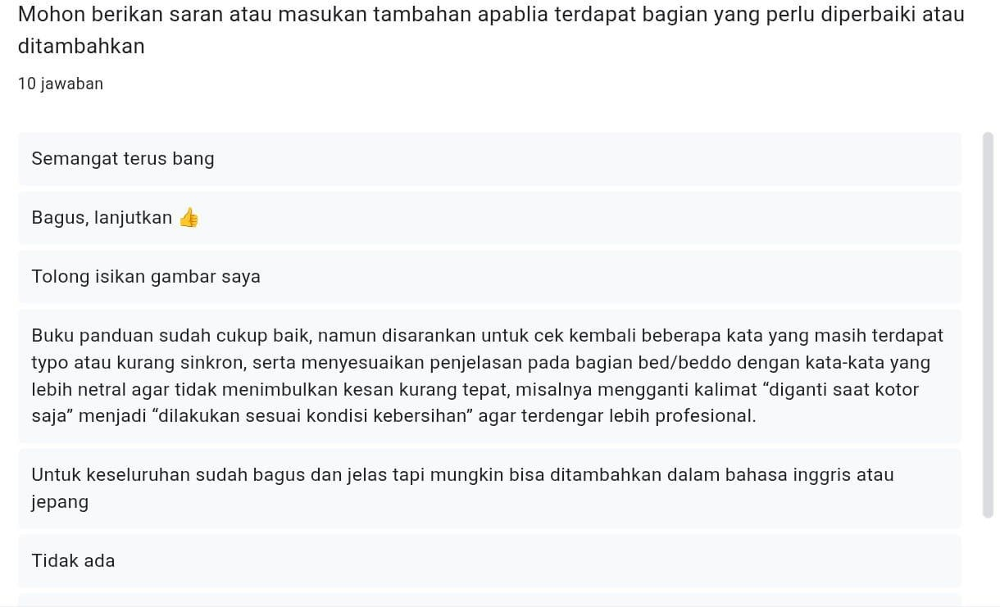 Mohon berikan saran atau masukan tambahan apablia terdapat bagian yang perlu diperbaiki atau
ditambahkan
10 jawaban
Semangat terus bang
Bagus, lanjutkan 👍
Tolong isikan gambar saya
Buku panduan sudah cukup baik, namun disarankan untuk cek kembali beberapa kata yang masih terdapat
typo atau kurang sinkron, serta menyesuaikan penjelasan pada bagian bed/beddo dengan kata-kata yang
lebih netral agar tidak menimbulkan kesan kurang tepat, misalnya mengganti kalimat “diganti saat kotor
saja” menjadi “dilakukan sesuai kondisi kebersihan” agar terdengar lebih profesional.
Untuk keseluruhan sudah bagus dan jelas tapi mungkin bisa ditambahkan dalam bahasa inggris atau
jepang
Tidak ada